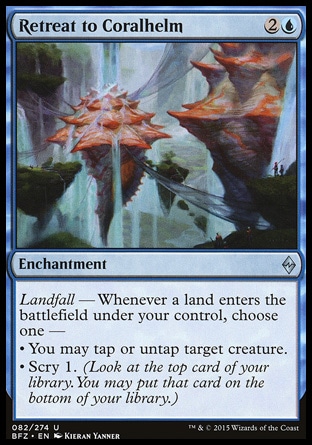 Retreat to Coralhelm 2
Enchantment
Landfall — Whenever a land enters the
battlefield under your control, choose
one —
• You may tap or untap target creature.
• Scry 1. (Look at the top card of your
library. You may put that card on the
bottom of your library.)
082/274 U
BFZ • EN Kieran Yanner
™ & © 2015 Wizards of the Coast